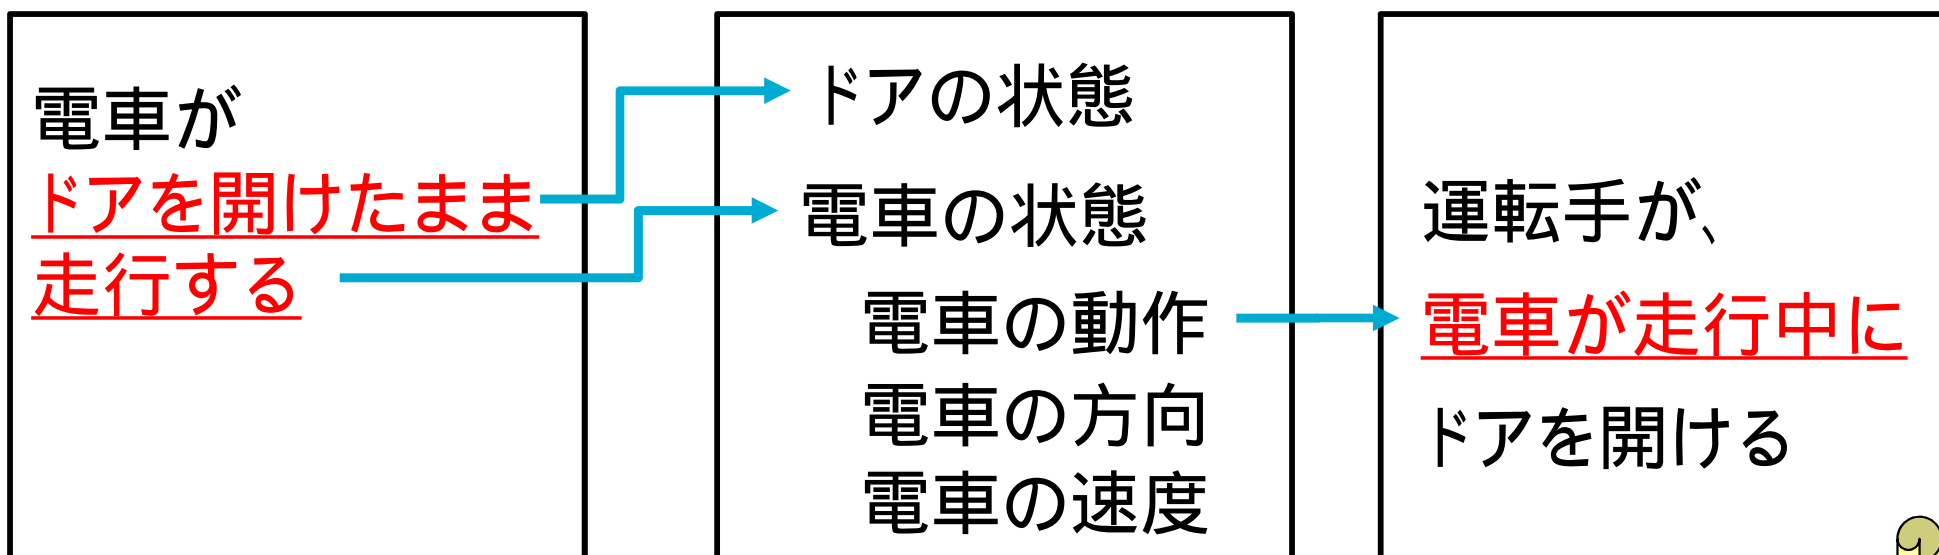 電車が
ドアを開けたまま
走行する
ドアの状態
電車の状態
電車の動作
電車の方向
電車の速度
運転手が、
電車が走行中に
ドアを開ける